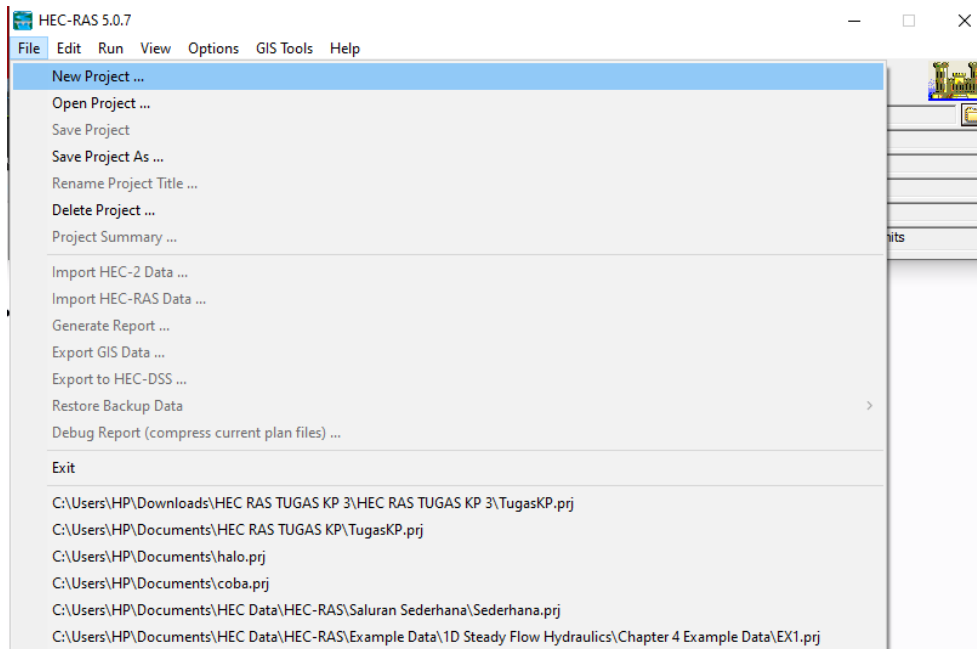 HEC-RAS 5.0.7
File Edit Run View Options GIS Tools Help
New Project ...
Open Project ...
Save Project
Save Project As ...
Rename Project Title ...
Delete Project ...
Project Summary ...
nits
Import HEC-2 Data ...
Import HEC-RAS Data ...
Generate Report ...
Export GIS Data ...
Export to HEC-DSS ...
Restore Backup Data
Debug Report (compress current plan files) ...
Exit
C:\Users\HP\Downloads\HEC RAS TUGAS KP 3\HEC RAS TUGAS KP 3\TugasKP.prj
C:\Users\HP\Documents\HEC RAS TUGAS KP\TugasKP.prj
C:\Users\HP\Documents\halo.prj
C:\Users\HP\Documents\coba.prj
C:\Users\HP\Documents\HEC Data\HEC-RAS\Saluran Sederhana\Sederhana.prj
C:\Users\HP\Documents\HEC Data\HEC-RAS\Example Data\1D Steady Flow Hydraulics\Chapter 4 Example Data\EX1.prj